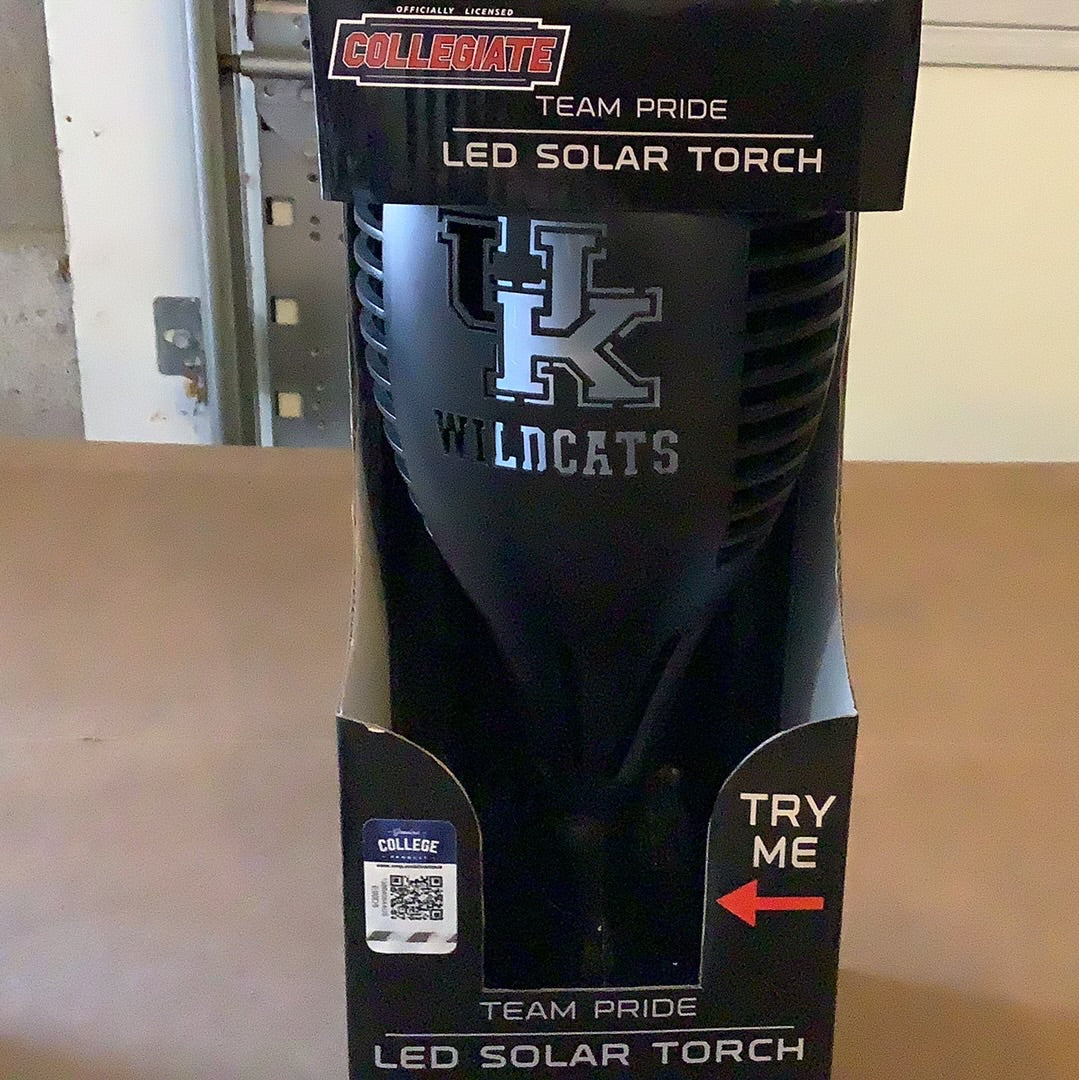 OFFICIALLY LICENSED
COLLEGIATE
TEAM PRIDE
LED SOLAR TORCH
UK
WILDCATS
TRY
ME
COLLEGE
TEAM PRIDE
LED SOLAR TORCH